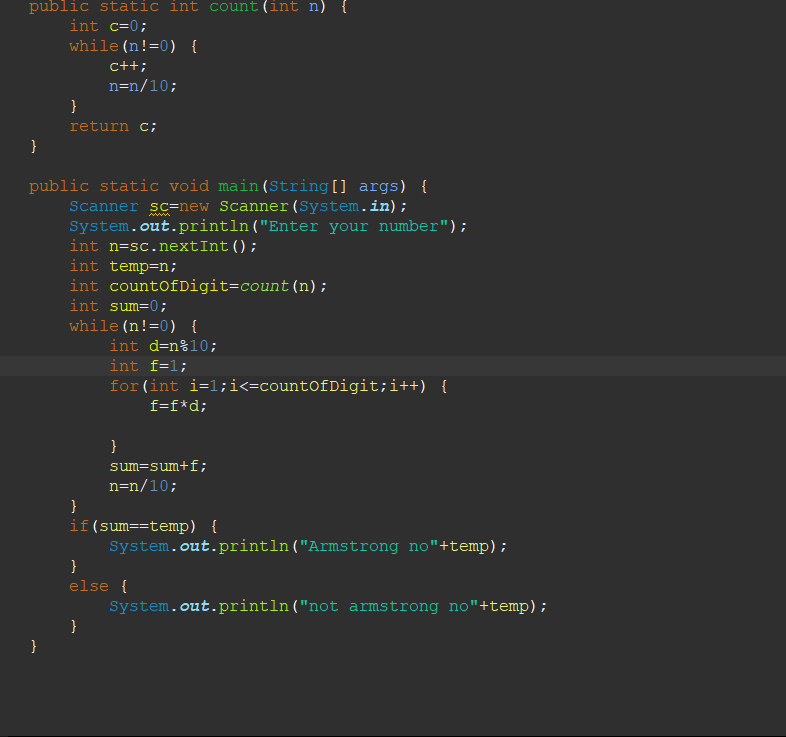 public static int count(int n) {
int c=0;
while(n!=0) {
c++;
n=n/10;
}
return c;
}
public static void main(String[] args) {
Scanner sc=new Scanner(System.in);
System.out.println("Enter your number");
int n=sc.nextInt();
int temp=n;
int countOfDigit=count(n);
int sum=0;
while(n!=0) {
int d=n%10;
int f=1;
for(int i=1;i<=countOfDigit;i++) {
f=f*d;
}
sum=sum+f;
n=n/10;
}
if(sum==temp) {
System.out.println("Armstrong no"+temp);
}
else {
System.out.println("not armstrong no"+temp);
}
}